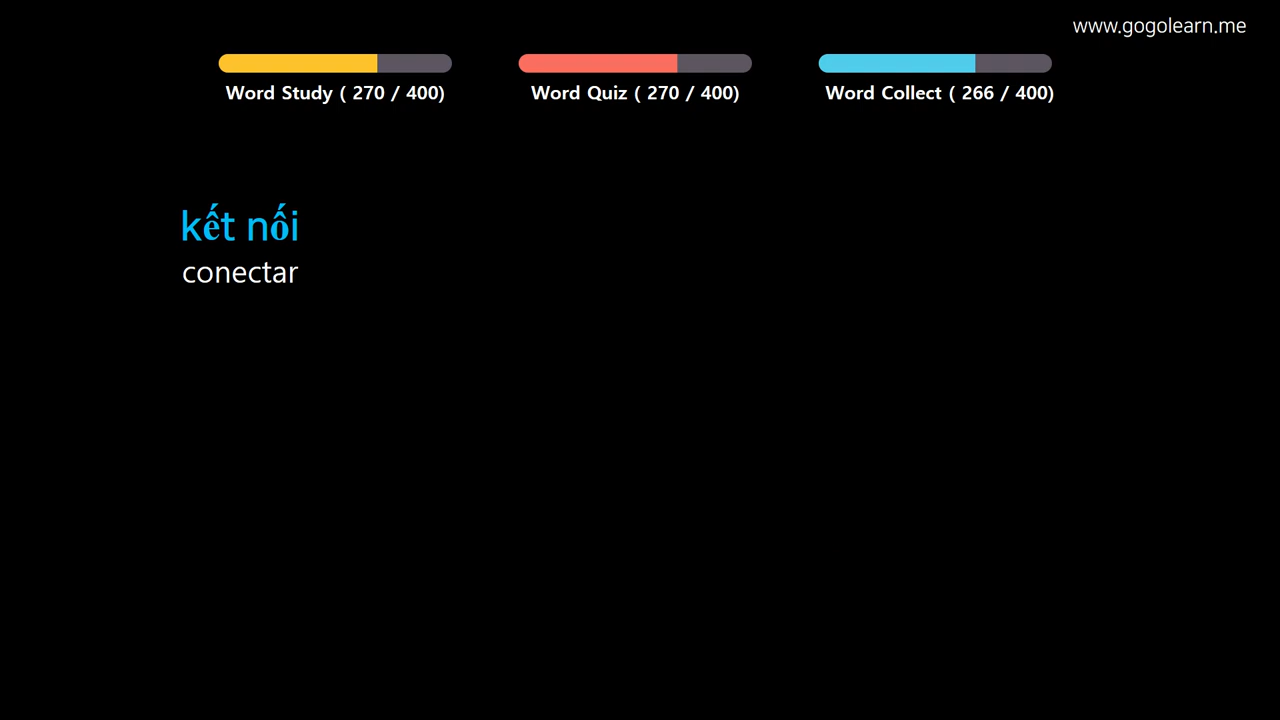 www.gogolearn.me
Word Study ( 270 / 400)
Word Quiz ( 270 / 400)
Word Collect ( 266 / 400)
kết nối
conectar